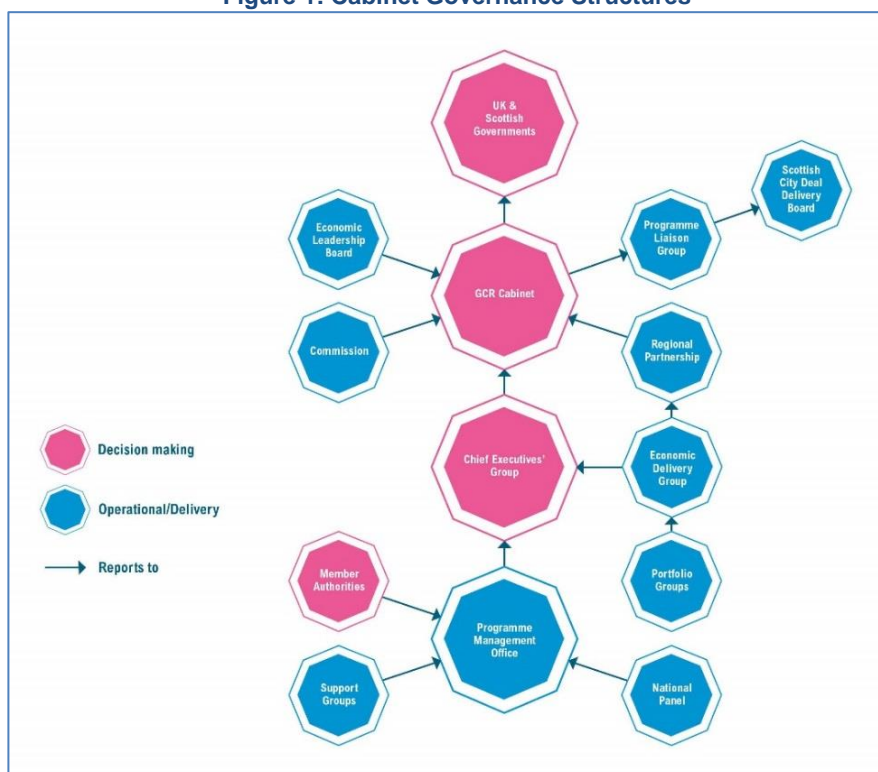 Figure 1: Cabinet Governance Structures
UK &
Scottish
Governments
Scottish
City Deal
Delivery
Board
Economic
Leadership
Board
Programme
Liaison
Group
GCR Cabinet
Commission
Regional
Partnership
Decision making
Chief Executives'
Group
Economic
Delivery
Group
Operational/Delivery
Reports to
Member
Authorities
Portfolio
Groups
Programme
Management
Office
Support
Groups
National
Panel